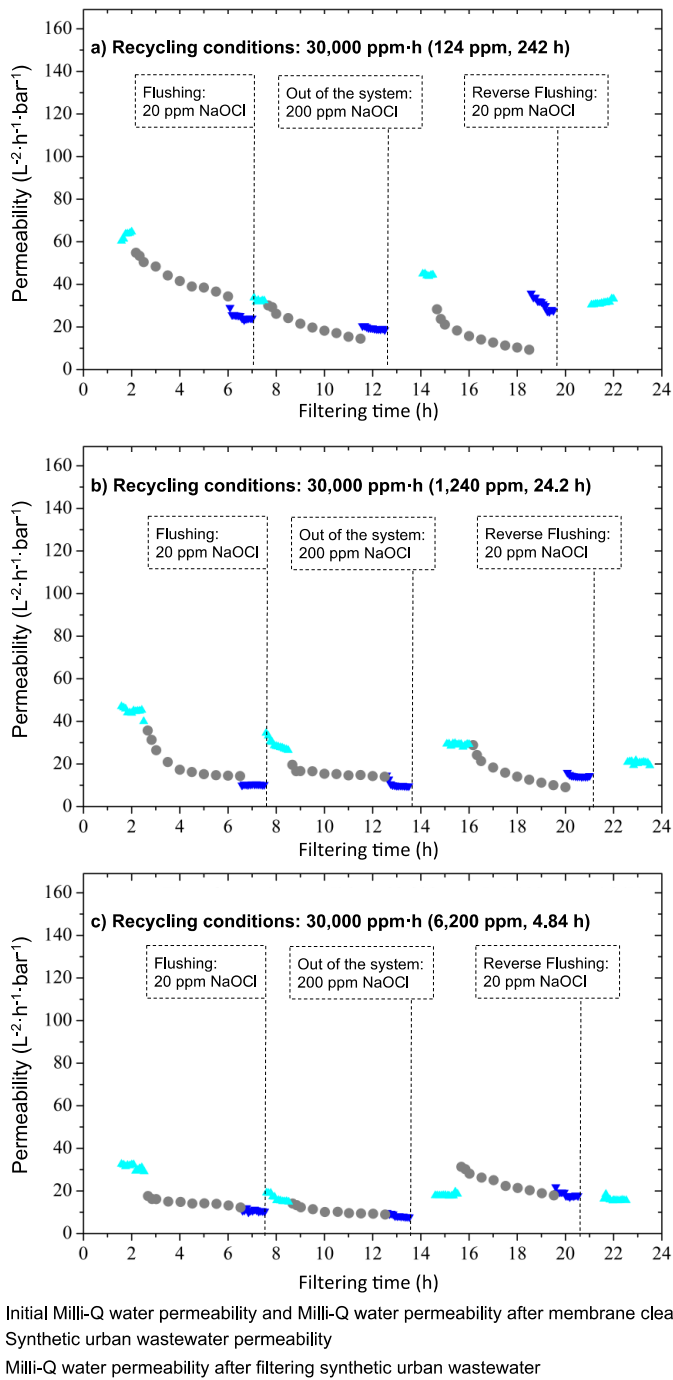 160
140
120
100
80
60
40
20
0
Permeability (L⁻²·h⁻¹·bar⁻¹)
a) Recycling conditions: 30,000 ppm·h (124 ppm, 242 h)
Flushing:
20 ppm NaOCl
Out of the system:
200 ppm NaOCl
Reverse Flushing:
20 ppm NaOCl
0 2 4 6 8 10 12 14 16 18 20 22 24
Filtering time (h)
160
140
120
100
80
60
40
20
0
Permeability (L⁻²·h⁻¹·bar⁻¹)
b) Recycling conditions: 30,000 ppm·h (1,240 ppm, 24.2 h)
Flushing:
20 ppm NaOCl
Out of the system:
200 ppm NaOCl
Reverse Flushing:
20 ppm NaOCl
0 2 4 6 8 10 12 14 16 18 20 22 24
Filtering time (h)
160
140
120
100
80
60
40
20
0
Permeability (L⁻²·h⁻¹·bar⁻¹)
c) Recycling conditions: 30,000 ppm·h (6,200 ppm, 4.84 h)
Flushing:
20 ppm NaOCl
Out of the system:
200 ppm NaOCl
Reverse Flushing:
20 ppm NaOCl
0 2 4 6 8 10 12 14 16 18 20 22 24
Filtering time (h)
Initial Milli-Q water permeability and Milli-Q water permeability after membrane clea
Synthetic urban wastewater permeability
Milli-Q water permeability after filtering synthetic urban wastewater